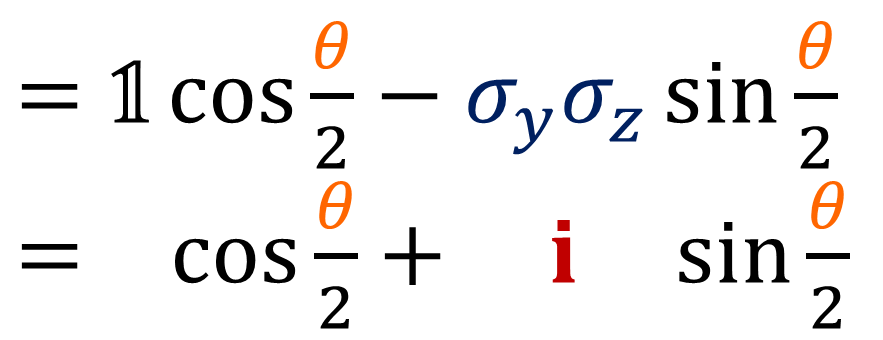 = 𝟙 cos θ/2 − σ_y σ_z sin θ/2
= cos θ/2 + i sin θ/2